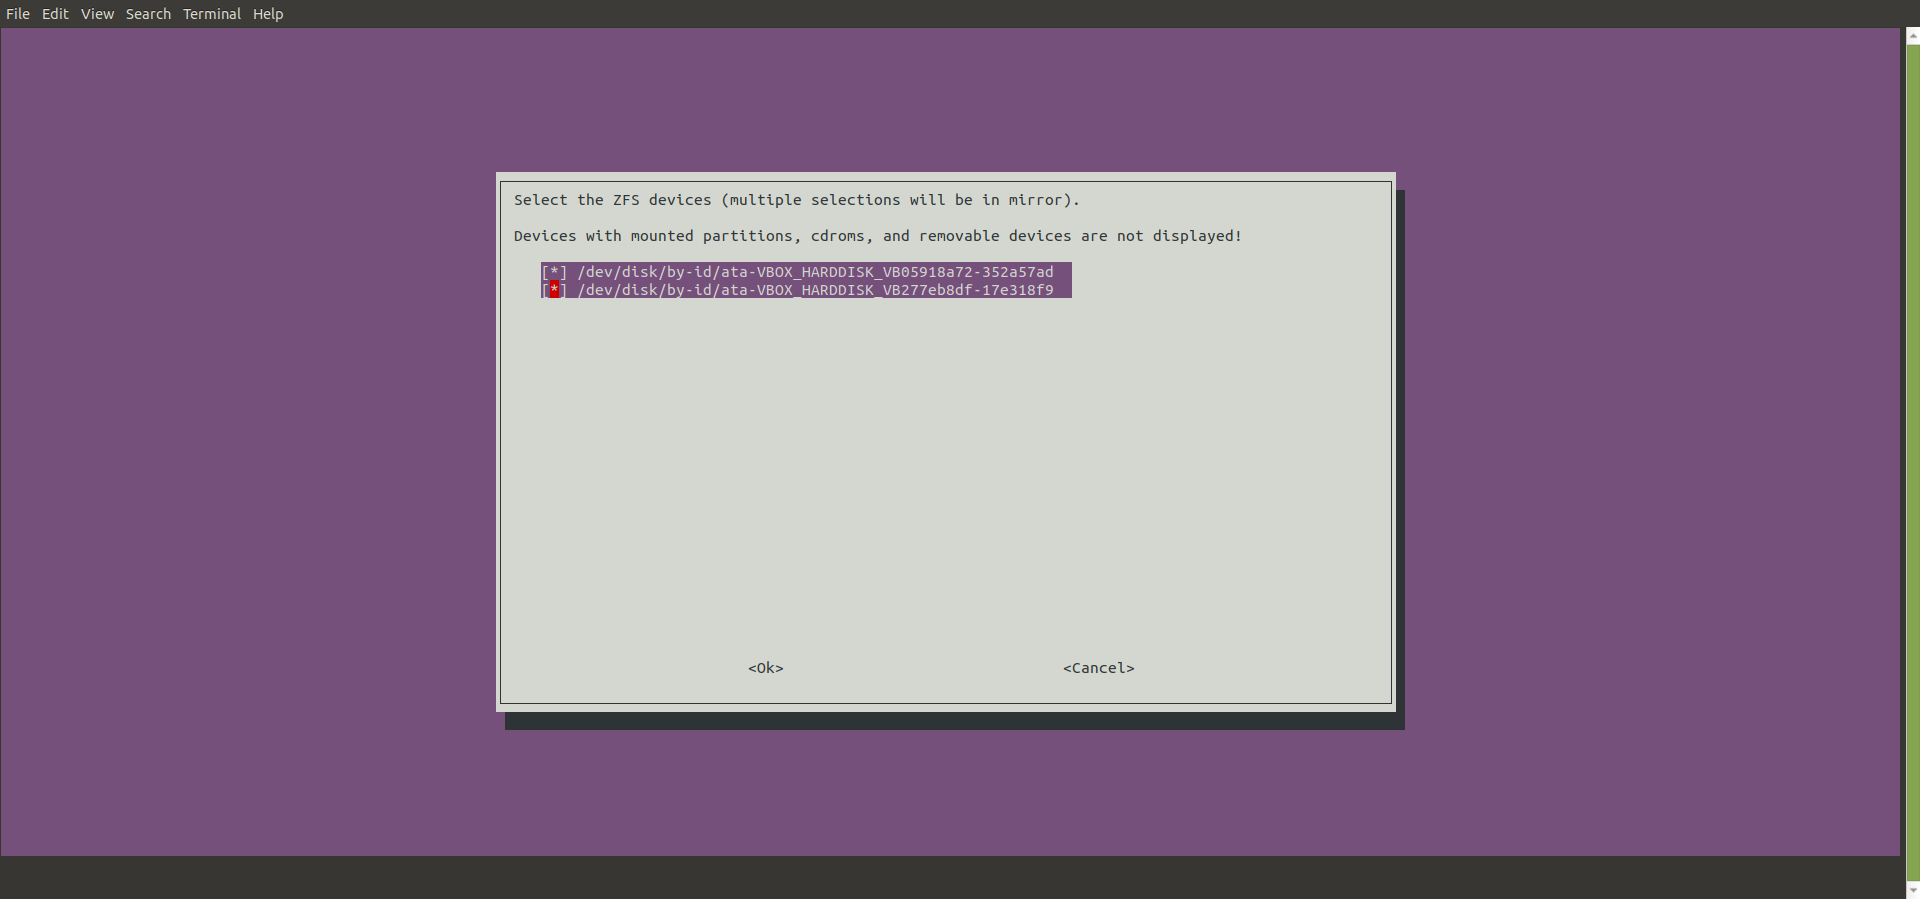 File Edit View Search Terminal Help
Select the ZFS devices (multiple selections will be in mirror).
Devices with mounted partitions, cdroms, and removable devices are not displayed!
[*] /dev/disk/by-id/ata-VBOX_HARDDISK_VB05918a72-352a57ad
[*] /dev/disk/by-id/ata-VBOX_HARDDISK_VB277eb8df-17e318f9
<Ok> <Cancel>